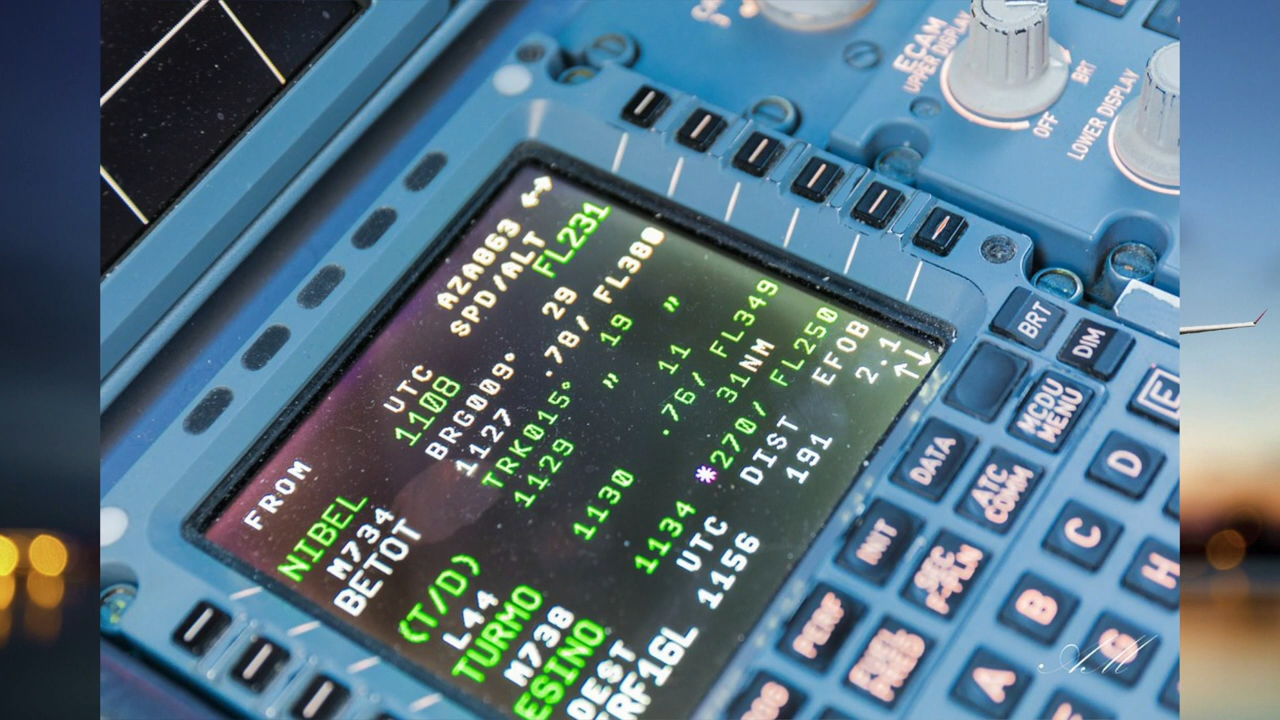 ECAM
UPPER DISPLAY
BRT
OFF
LOWER DISPLAY
FROM AZA863 ↔
UTC SPD/ALT
NIBEL 1108 FL231
M734 BRG009° 29
BETOT 1127 .78/ FL380
TRK015° 19
(T/D) 1129 " "
L44 11
TURMO 1130 .76/ FL349
M738 31NM
ESINO 1134 *270/ FL250
DEST UTC DIST EFOB
IRF16L 1156 191 2.1 ↑↓
BRT
DIM
MCDU MENU
DATA
ATC COMM
INIT
SEC F-PLN
PERF
FUEL PRED
E
D
C
H
B
G
A
AM